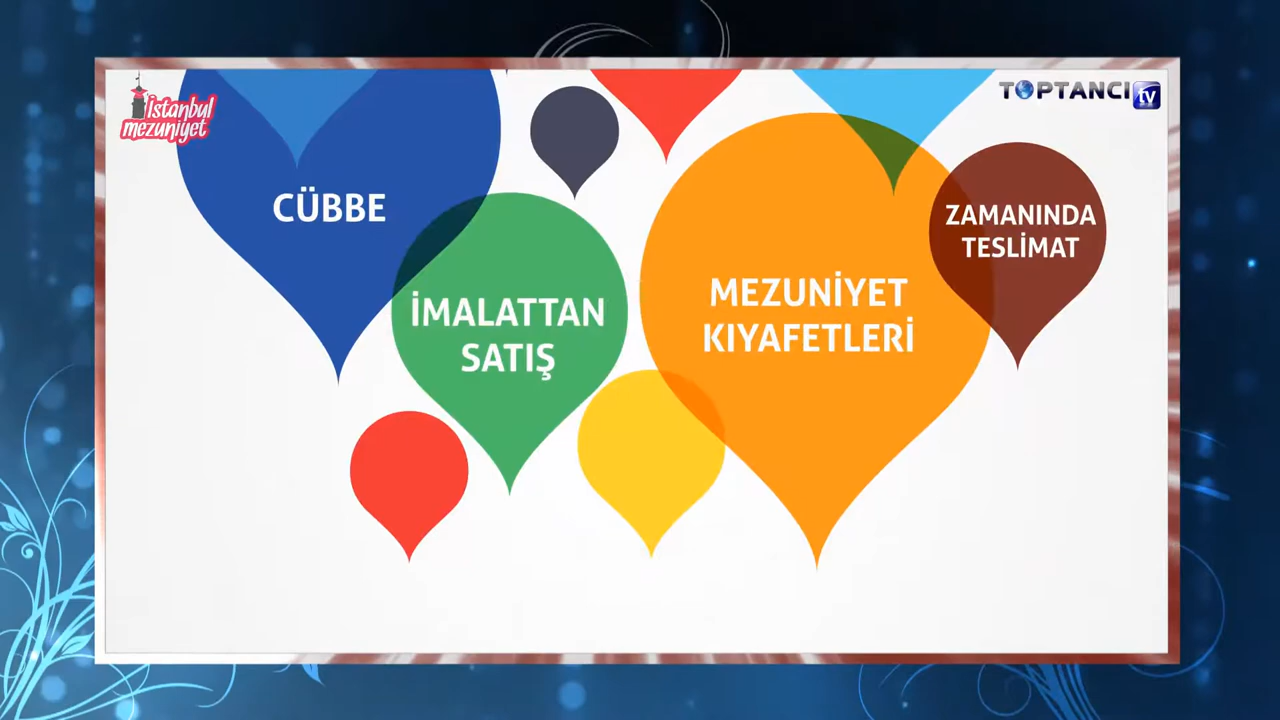 İstanbul
mezuniyet
TOPTANCI
tv
CÜBBE
İMALATTAN
SATIŞ
MEZUNİYET
KIYAFETLERİ
ZAMANINDA
TESLİMAT